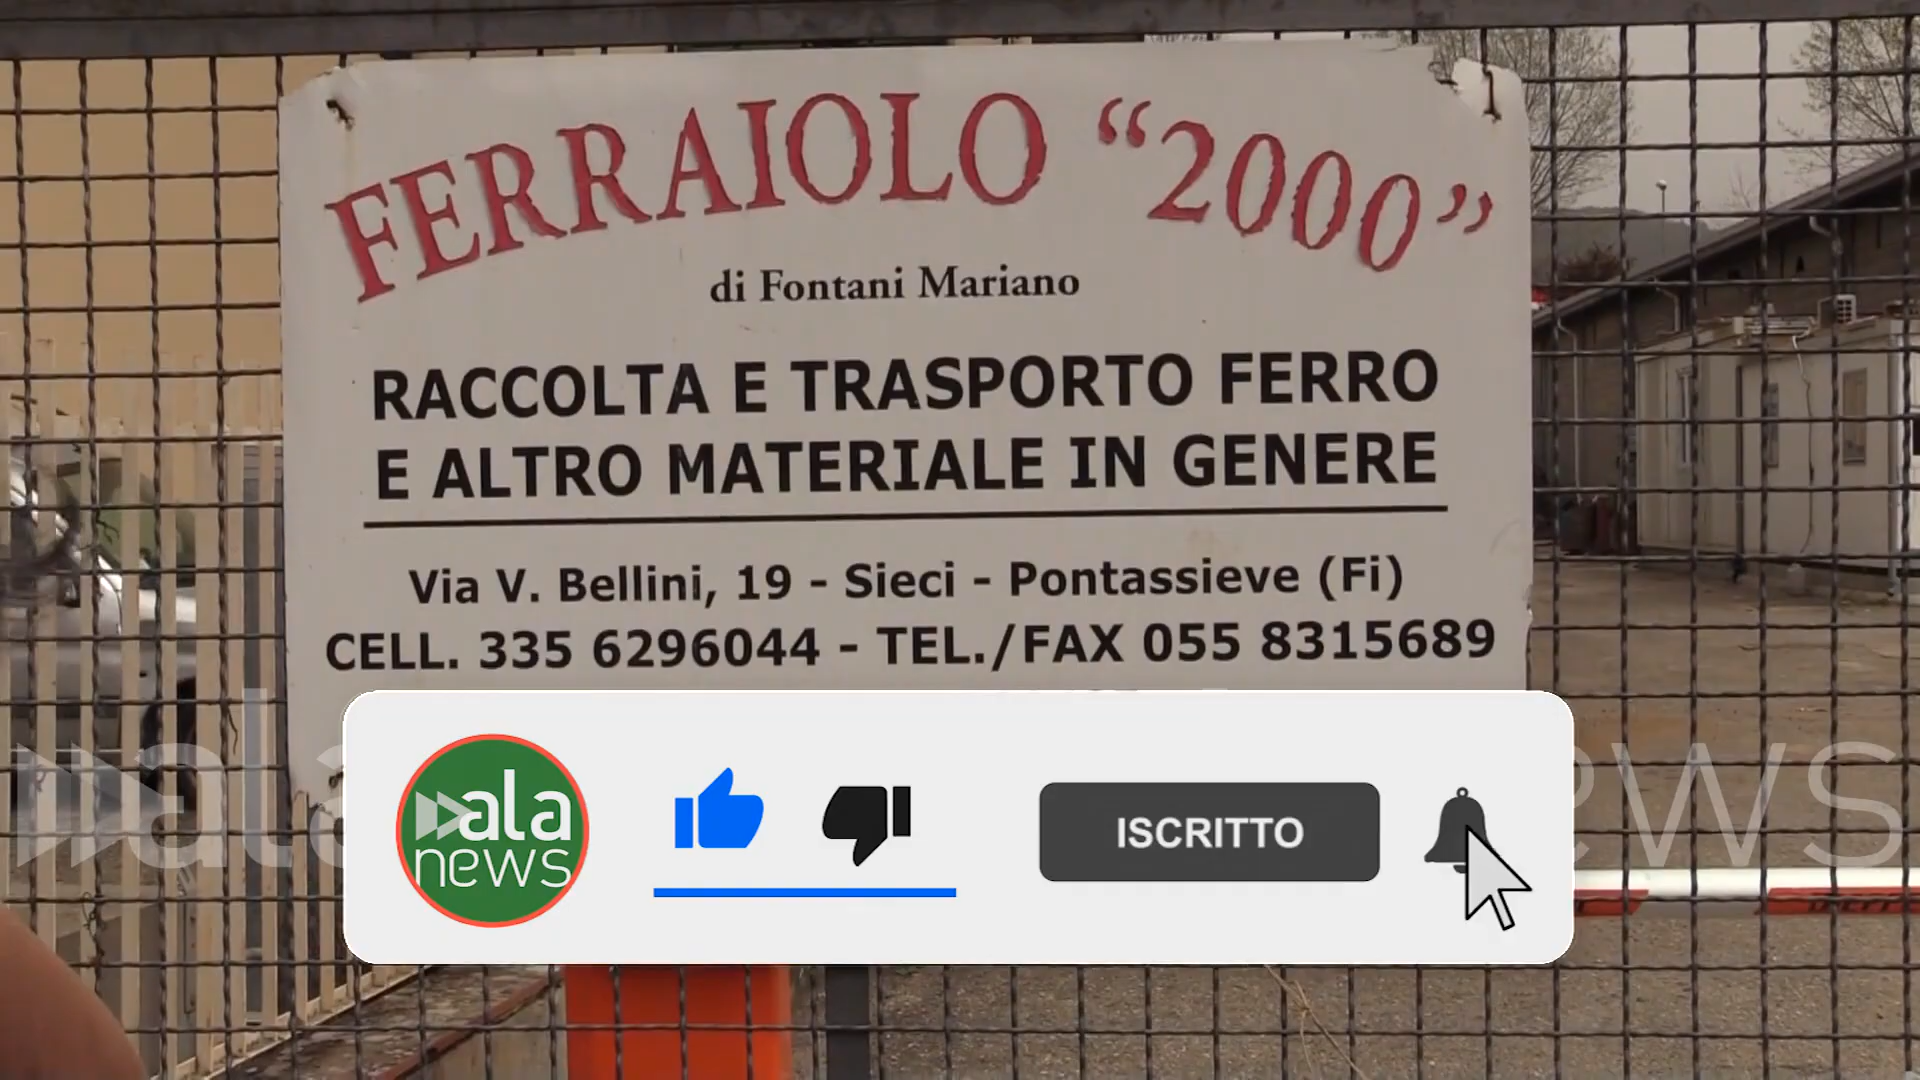 FERRAIOLO “2000”
di Fontani Mariano
RACCOLTA E TRASPORTO FERRO
E ALTRO MATERIALE IN GENERE
Via V. Bellini, 19 - Sieci - Pontassieve (Fi)
CELL. 335 6296044 - TEL./FAX 055 8315689
ala
news
ISCRITTO